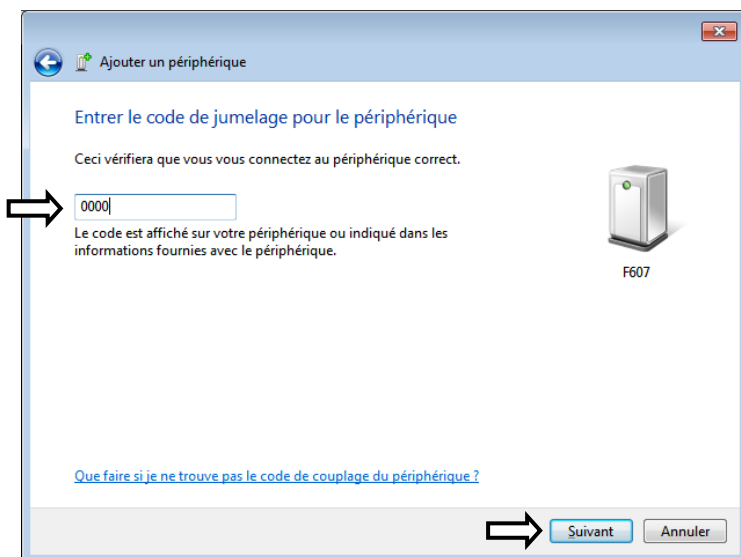 Ajouter un périphérique
Entrer le code de jumelage pour le périphérique
Ceci vérifiera que vous vous connectez au périphérique correct.
0000
Le code est affiché sur votre périphérique ou indiqué dans les
informations fournies avec le périphérique.
F607
Que faire si je ne trouve pas le code de couplage du périphérique ?
Suivant
Annuler